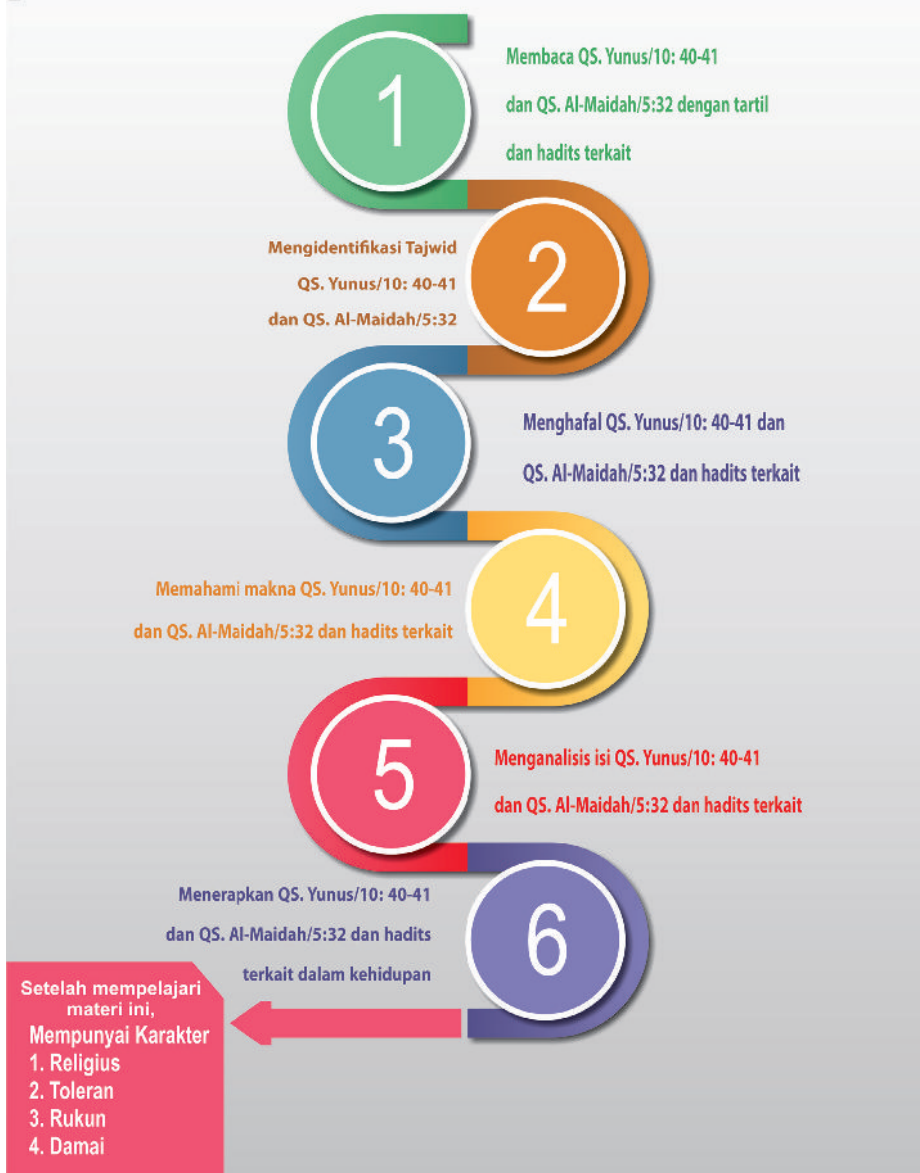 1
Membaca QS. Yunus/10: 40-41
dan QS. Al-Maidah/5:32 dengan tartil
dan hadits terkait
2
Mengidentifikasi Tajwid
QS. Yunus/10: 40-41
dan QS. Al-Maidah/5:32
3
Menghafal QS. Yunus/10: 40-41 dan
QS. Al-Maidah/5:32 dan hadits terkait
4
Memahami makna QS. Yunus/10: 40-41
dan QS. Al-Maidah/5:32 dan hadits terkait
5
Menganalisis isi QS. Yunus/10: 40-41
dan QS. Al-Maidah/5:32 dan hadits terkait
6
Menerapkan QS. Yunus/10: 40-41
dan QS. Al-Maidah/5:32 dan hadits
terkait dalam kehidupan
Setelah mempelajari
materi ini,
Mempunyai Karakter
1. Religius
2. Toleran
3. Rukun
4. Damai